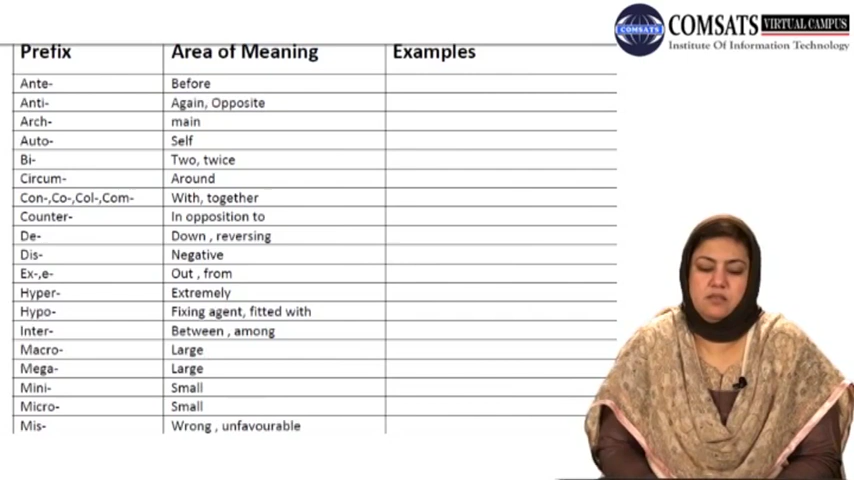 COMSATS VIRTUAL CAMPUS
COMSATS
Institute Of Information Technology
Prefix Area of Meaning Examples
Ante- Before
Anti- Again, Opposite
Arch- main
Auto- Self
Bi- Two, twice
Circum- Around
Con-,Co-,Col-,Com- With, together
Counter- In opposition to
De- Down , reversing
Dis- Negative
Ex-,e- Out , from
Hyper- Extremely
Hypo- Fixing agent, fitted with
Inter- Between , among
Macro- Large
Mega- Large
Mini- Small
Micro- Small
Mis- Wrong , unfavourable